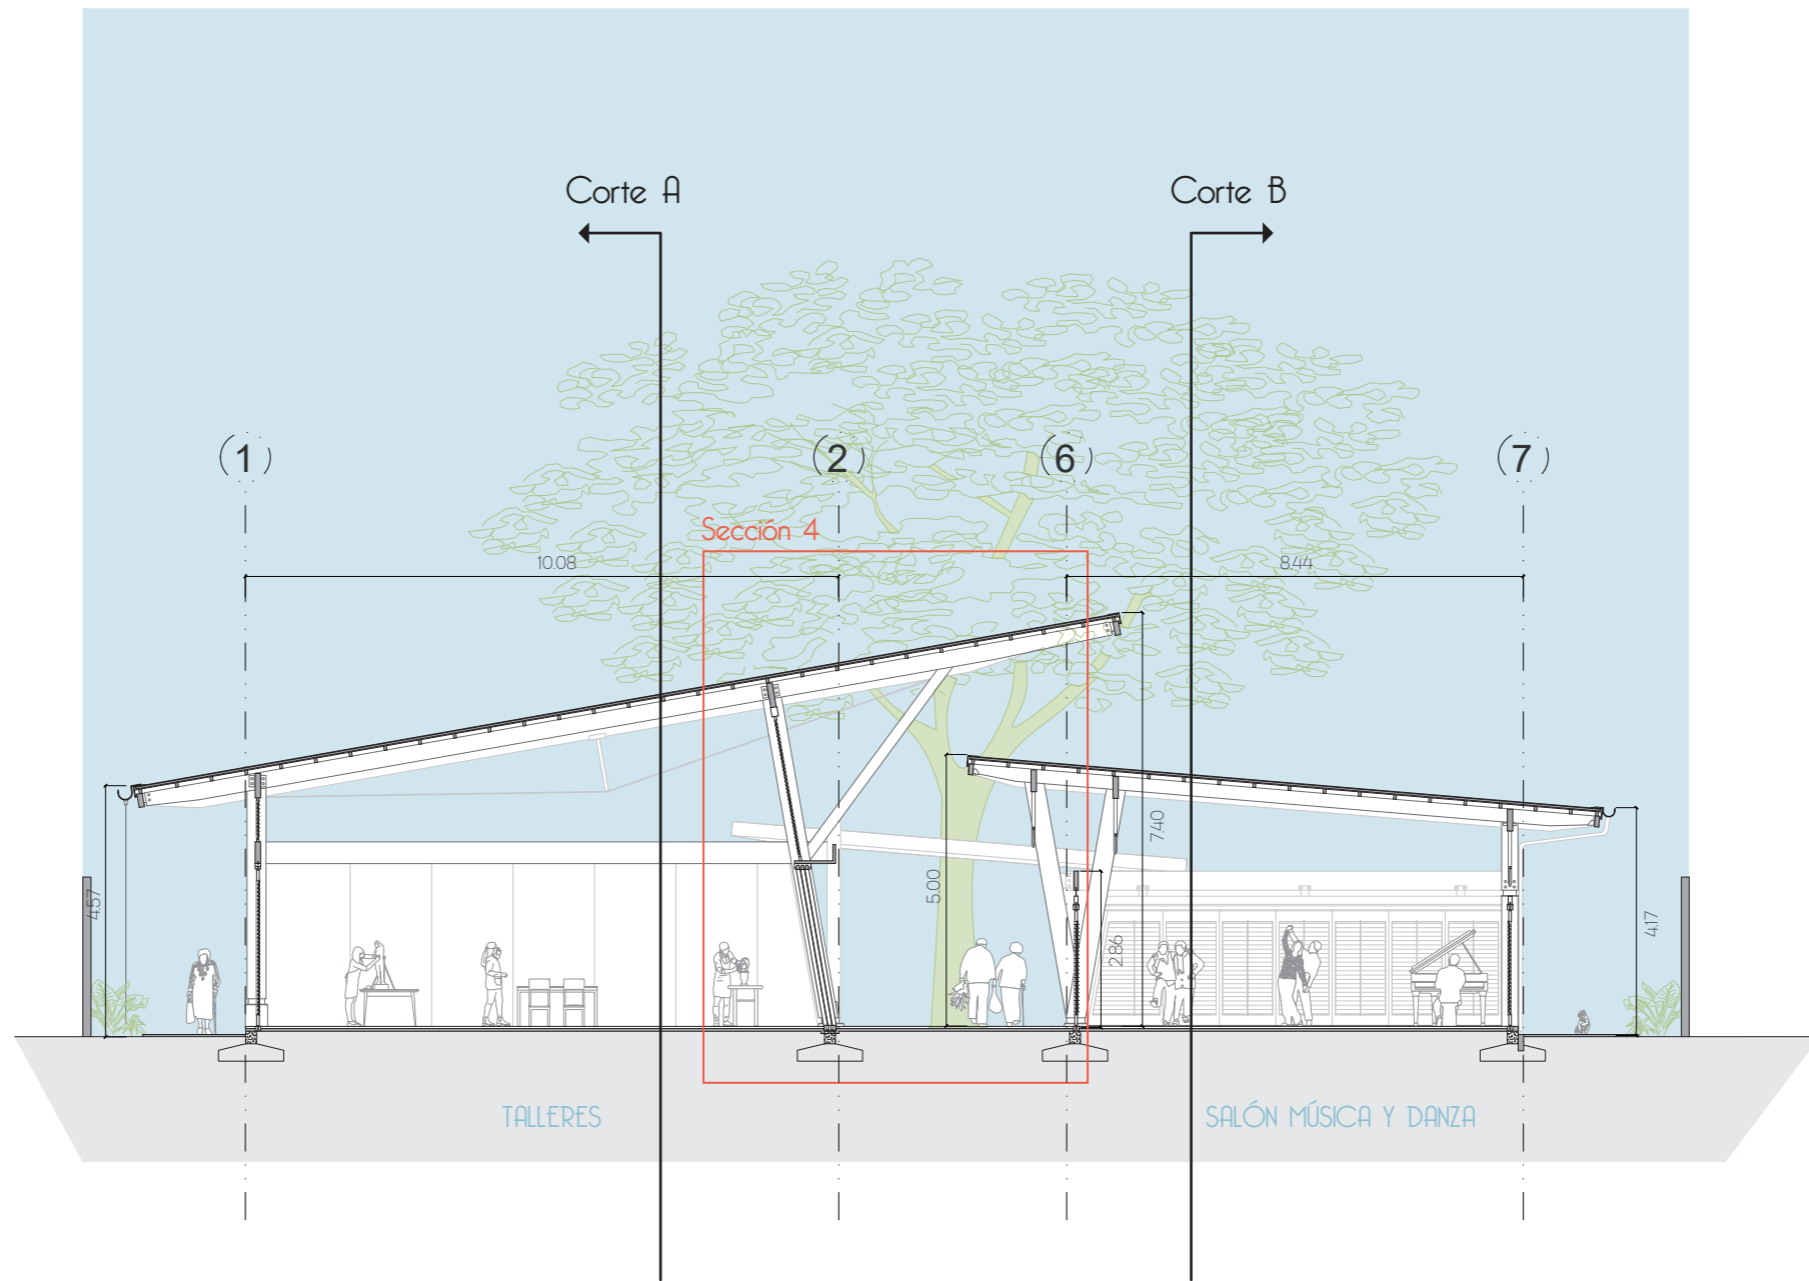 Corte A
Corte B
1
2
6
7
Sección 4
10.08
8.44
4.57
5.00
7.40
2.86
4.17
TALLERES
SALÓN MÚSICA Y DANZA